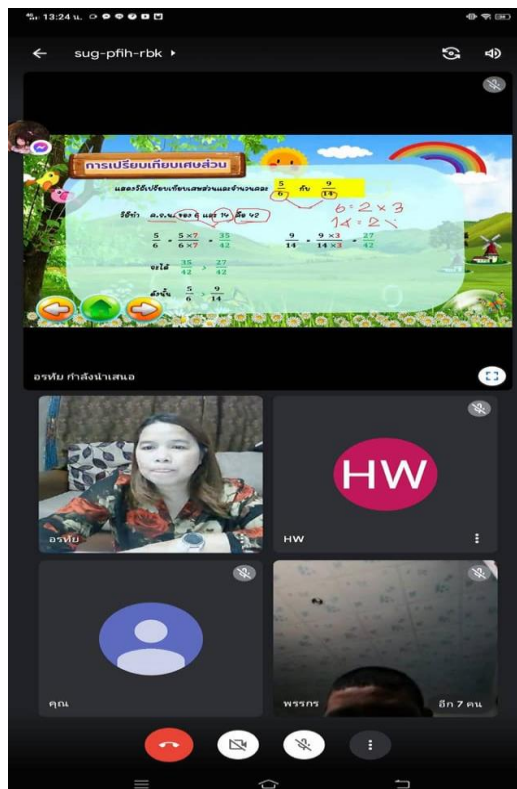 13:24 น.
sug-pfih-rbk
การเปรียบเทียบเศษส่วน
แสดงวิธีเปรียบเทียบเศษส่วนและจำนวนคละ 5/6 กับ 9/14
6 = 2 × 3
วิธีทำ ค.ร.น. ของ 6 และ 14 คือ 42
14 = 2 ×
5/6 = 5 ×7/6 ×7 = 35/42 9/14 = 9 ×3/14 ×3 = 27/42
จะได้ 35/42 > 27/42
ดังนั้น 5/6 > 9/14
อรทัย กำลังนำเสนอ
HW
อรทัย
HW
คุณ
พรรกร
อีก 7 คน